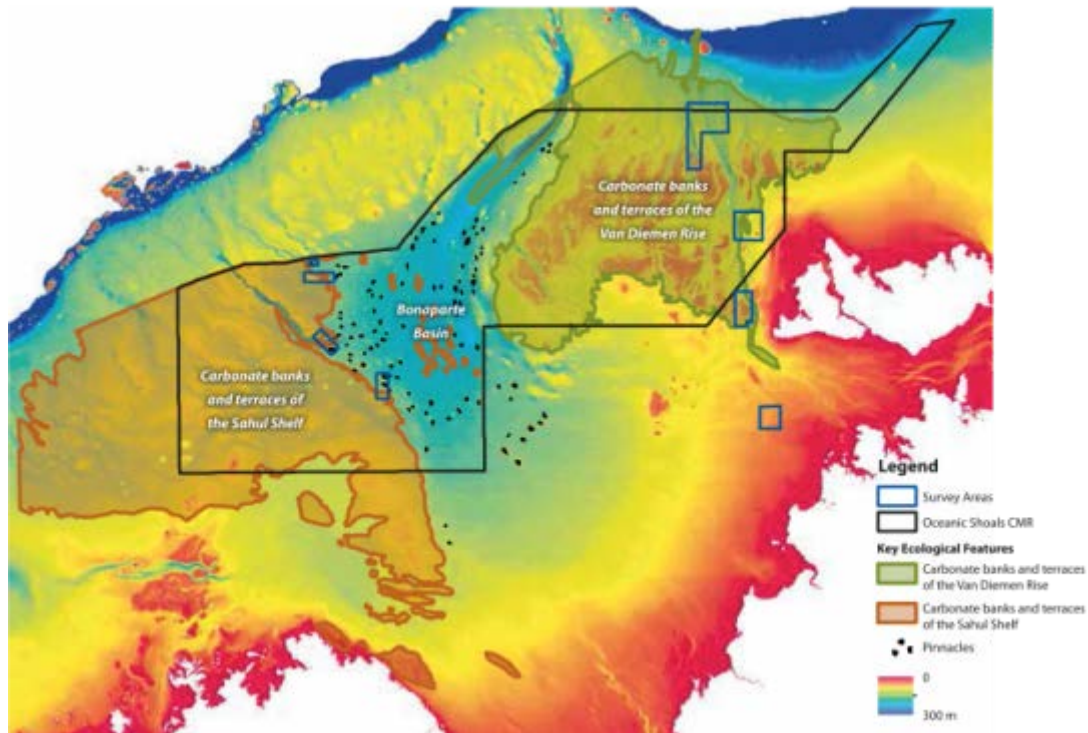 Carbonate banks
and terraces of the
Van Diemen Rise
Bonaparte
Basin
Carbonate banks
and terraces of
the Sahul Shelf
Legend
Survey Areas
Oceanic Shoals CMR
Key Ecological Features
Carbonate banks and terraces
of the Van Diemen Rise
Carbonate banks and terraces
of the Sahul Shelf
Pinnacles
0
300 m